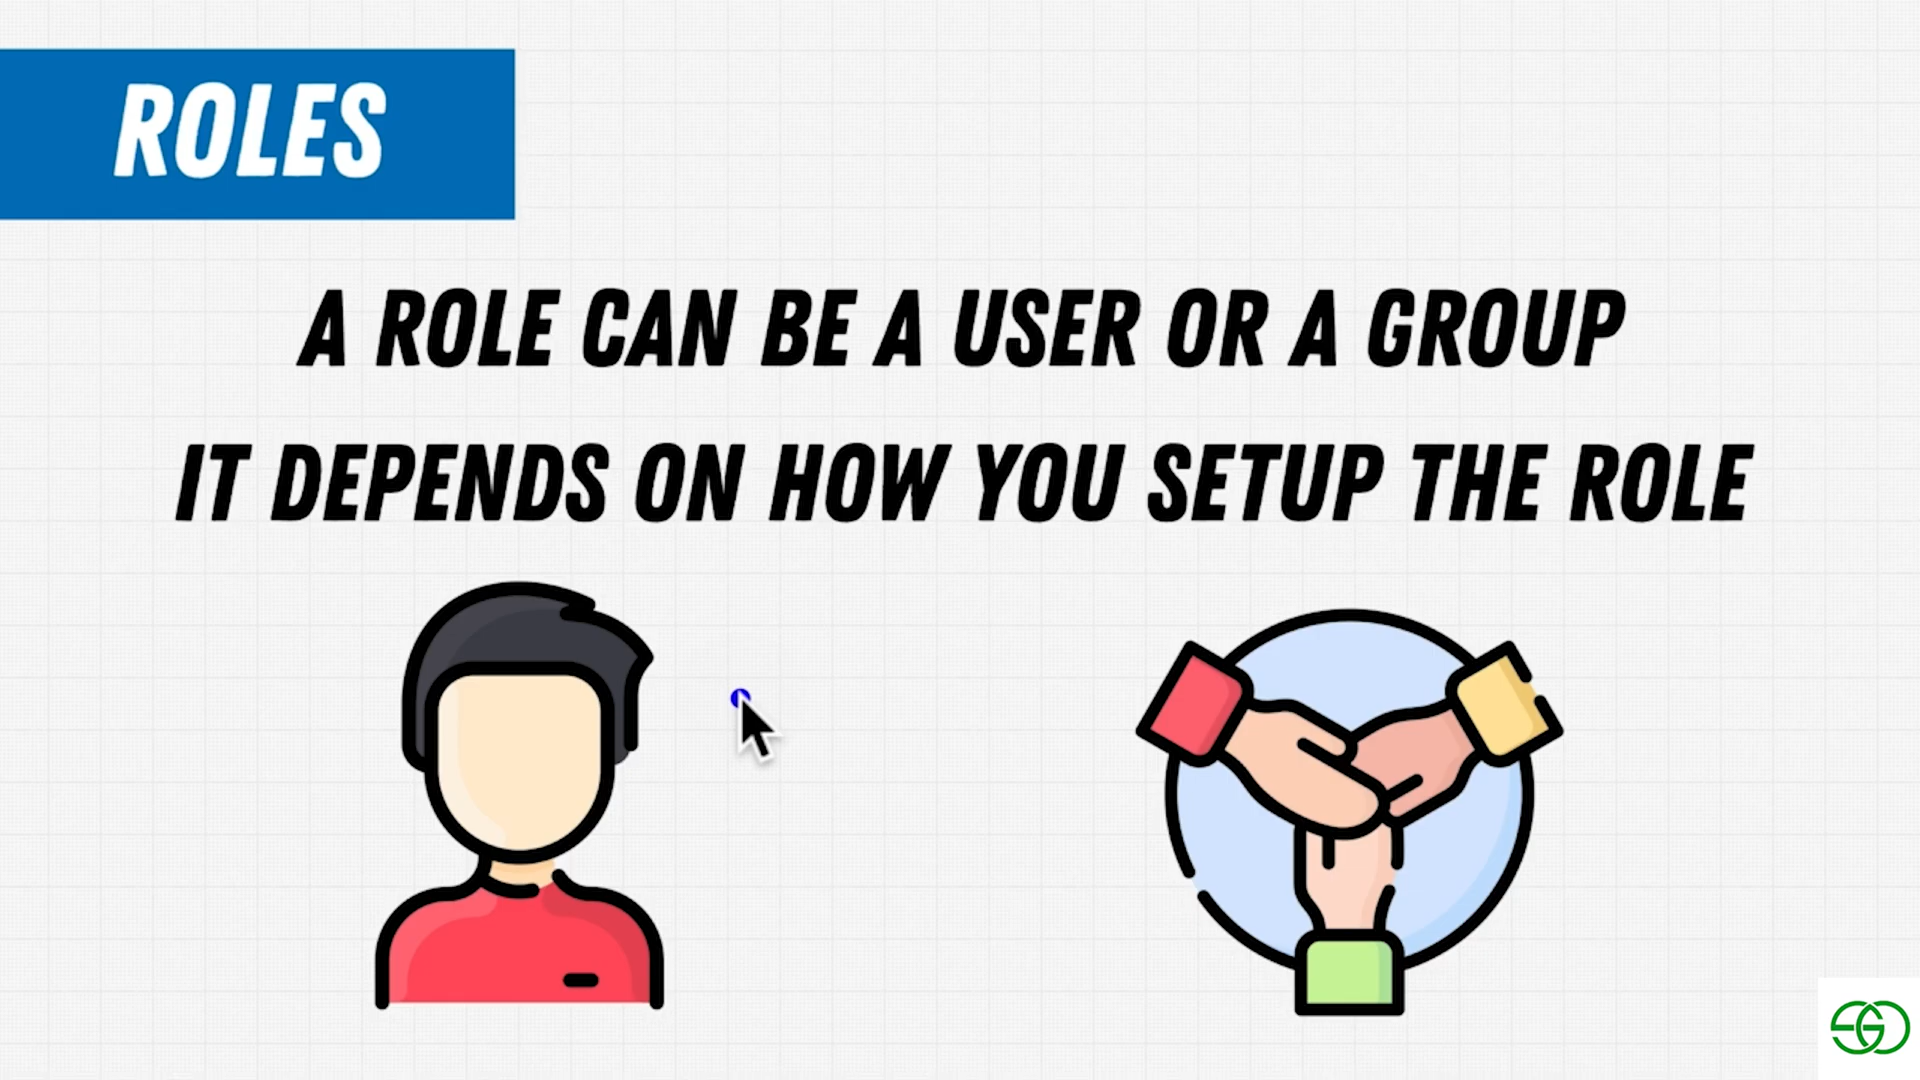 ROLES
A ROLE CAN BE A USER OR A GROUP
IT DEPENDS ON HOW YOU SETUP THE ROLE